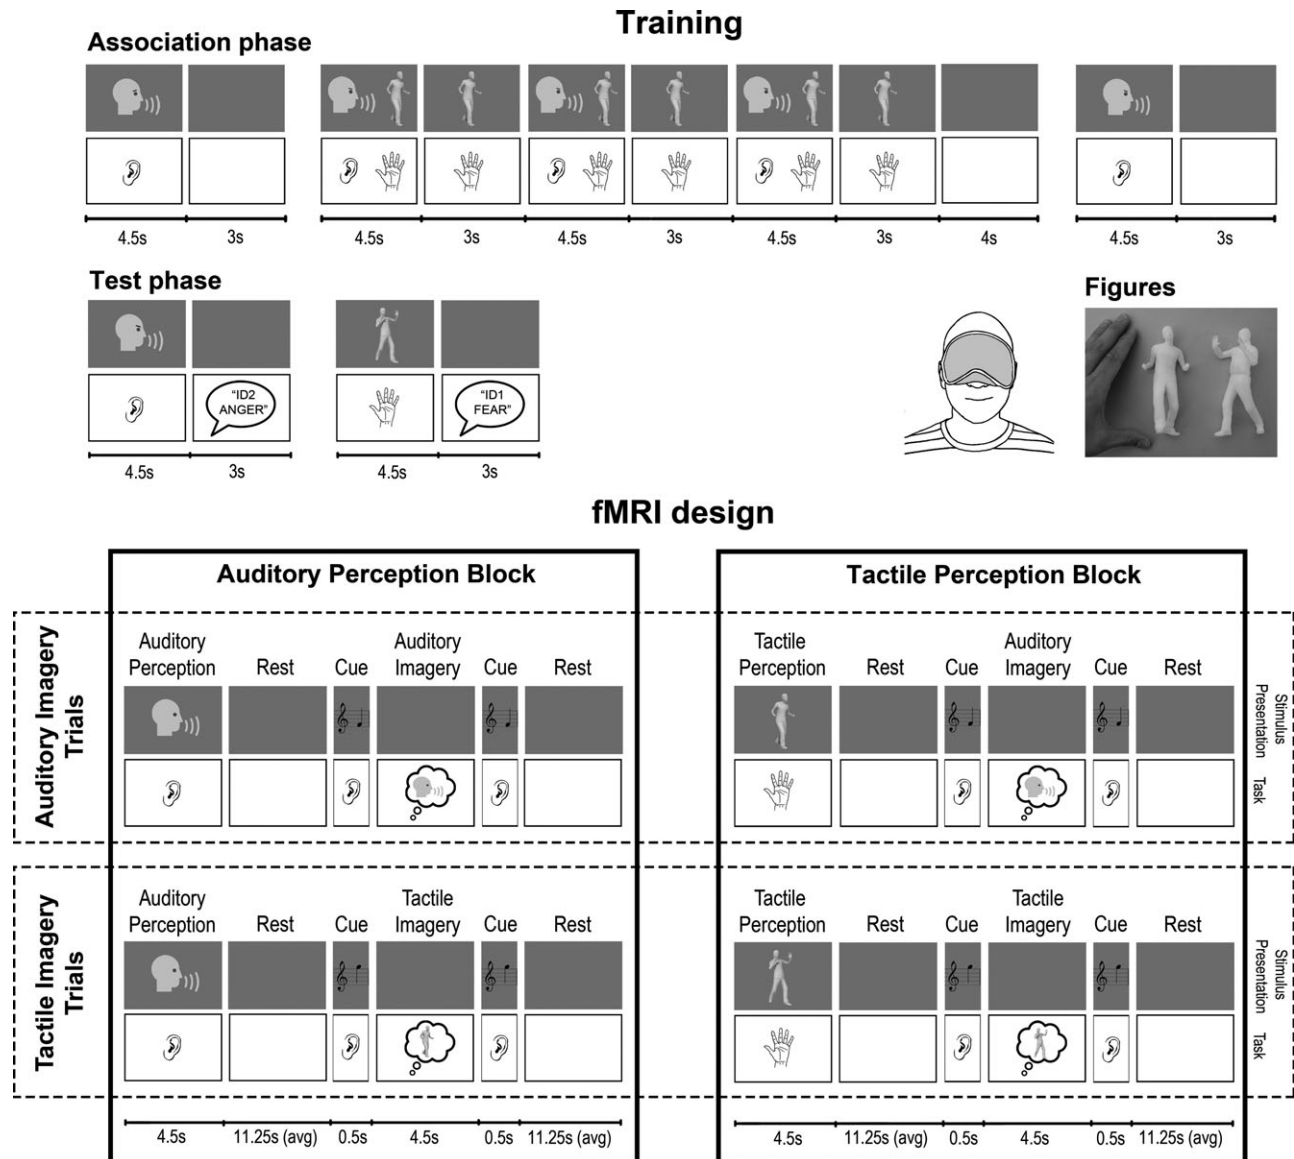 Training
Association phase
4.5s 3s 4.5s 3s 4.5s 3s 4.5s 3s 4s 4.5s 3s
Test phase
Figures
"ID2
ANGER"
"ID1
FEAR"
4.5s 3s 4.5s 3s
fMRI design
Auditory Perception Block
Tactile Perception Block
Auditory Imagery
Trials
Auditory
Perception
Rest
Cue
Auditory
Imagery
Cue
Rest
Tactile
Perception
Rest
Cue
Auditory
Imagery
Cue
Rest
Stimulus
Presentation
Task
Tactile Imagery
Trials
Auditory
Perception
Rest
Cue
Tactile
Imagery
Cue
Rest
Tactile
Perception
Rest
Cue
Tactile
Imagery
Cue
Rest
Stimulus
Presentation
Task
4.5s 11.25s (avg) 0.5s 4.5s 0.5s 11.25s (avg)
4.5s 11.25s (avg) 0.5s 4.5s 0.5s 11.25s (avg)